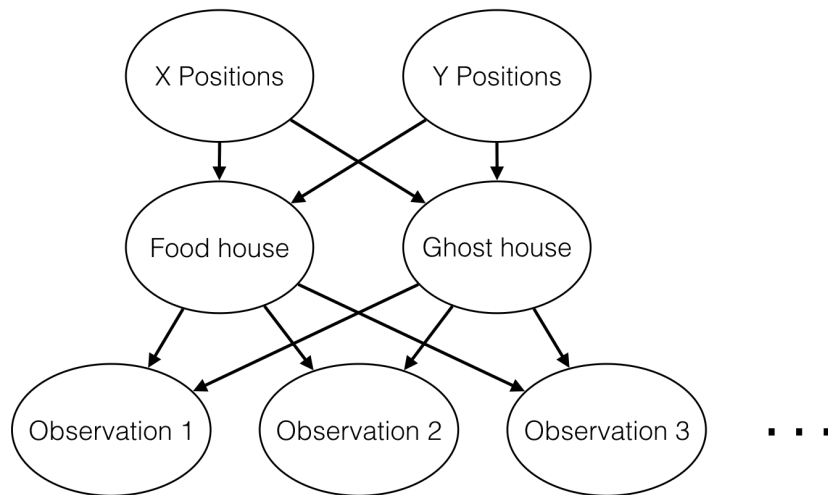 X Positions
Y Positions
Food house
Ghost house
Observation 1
Observation 2
Observation 3
. . .